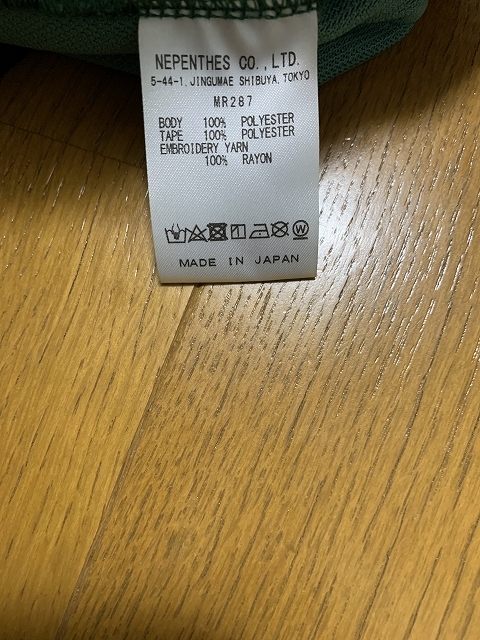 NEPENTHES CO.,LTD.
5-44-1, JINGUMAE SHIBUYA, TOKYO
MR287
BODY 100% POLYESTER
TAPE 100% POLYESTER
EMBROIDERY YARN
100% RAYON
W
MADE IN JAPAN